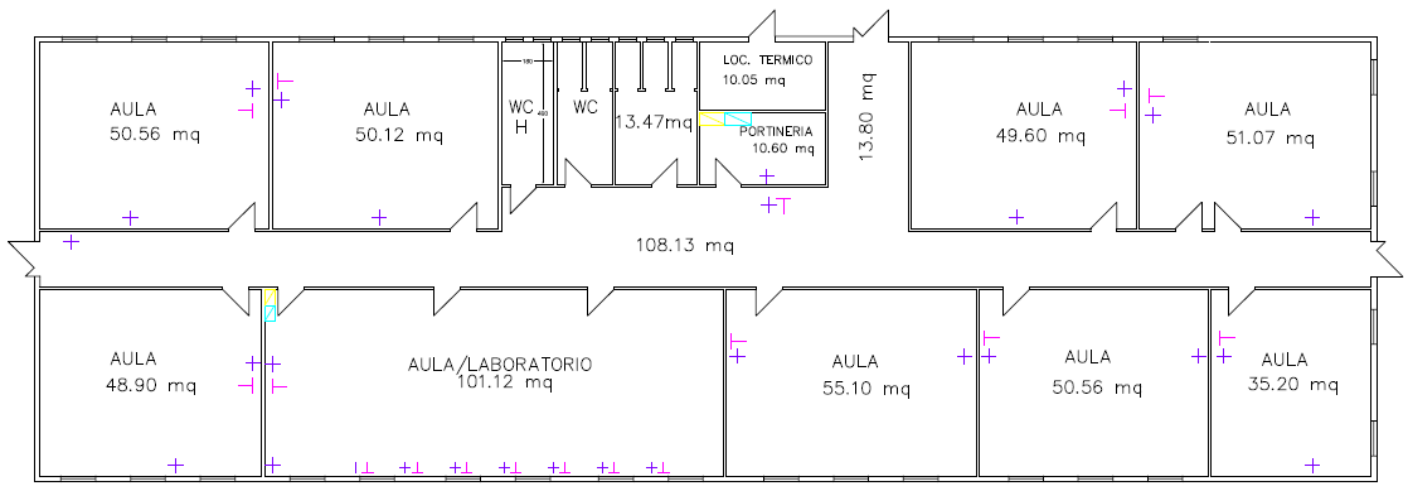 AULA
50.56 mq
AULA
50.12 mq
WC
H
180
WC
13.47mq
LOC. TERMICO
10.05 mq
PORTINERIA
10.60 mq
13.80 mq
AULA
49.60 mq
AULA
51.07 mq
108.13 mq
AULA
48.90 mq
AULA/LABORATORIO
101.12 mq
AULA
55.10 mq
AULA
50.56 mq
AULA
35.20 mq